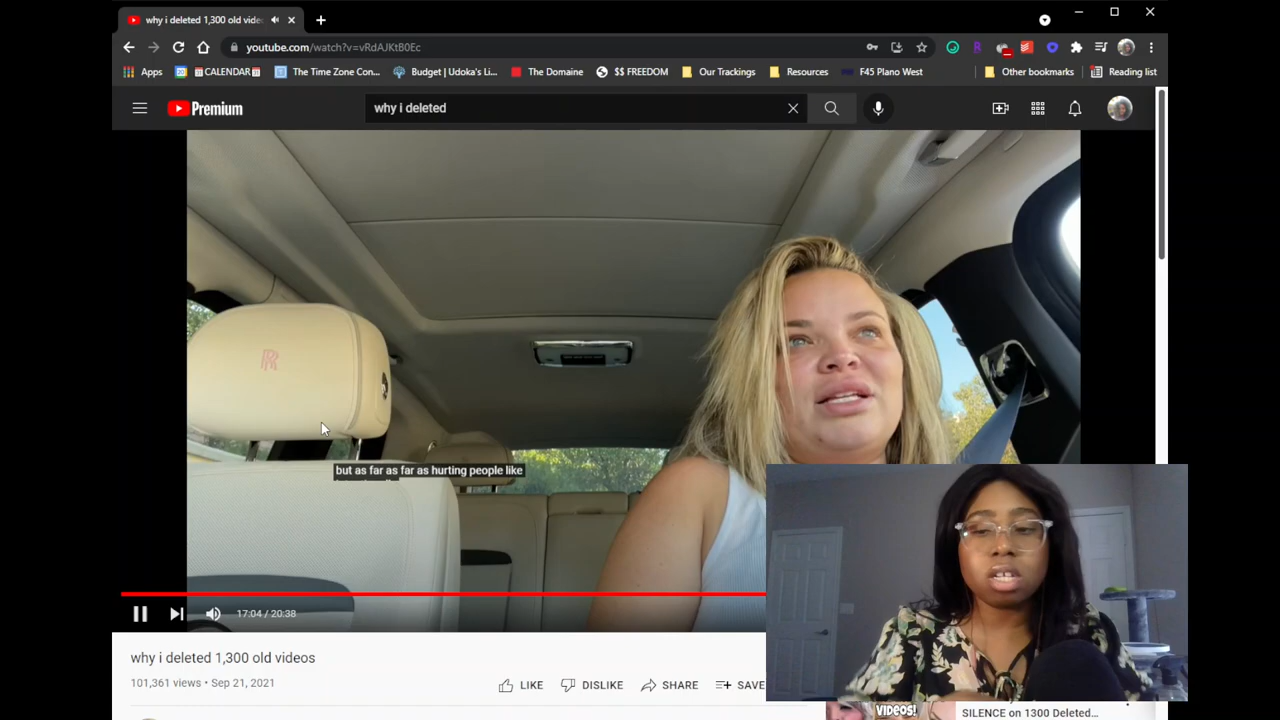 why i deleted 1,300 old vide
youtube.com/watch?v=vRdAJKtB0Ec
Apps
CALENDAR
The Time Zone Con...
Budget | Udoka's Li...
The Domaine
$$ FREEDOM
Our Trackings
Resources
F45 Plano West
Other bookmarks
Reading list
Premium
why i deleted
RR
but as far as far as hurting people like
17:04 / 20:38
why i deleted 1,300 old videos
101,361 views • Sep 21, 2021
LIKE
DISLIKE
SHARE
SAVE
VIDEOS!
SILENCE on 1300 Deleted...